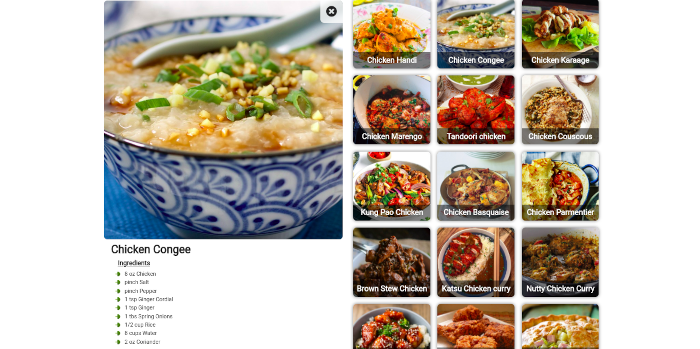 Chicken Congee
Ingredients
8 oz Chicken
pinch Salt
pinch Pepper
1 tsp Ginger Cordial
1 tsp Ginger
1 tbs Spring Onions
1/2 cup Rice
8 cups Water
2 oz Coriander
Chicken Handi
Chicken Congee
Chicken Karaage
Chicken Marengo
Tandoori chicken
Chicken Couscous
Kung Pao Chicken
Chicken Basquaise
Chicken Parmentier
Brown Stew Chicken
Katsu Chicken curry
Nutty Chicken Curry